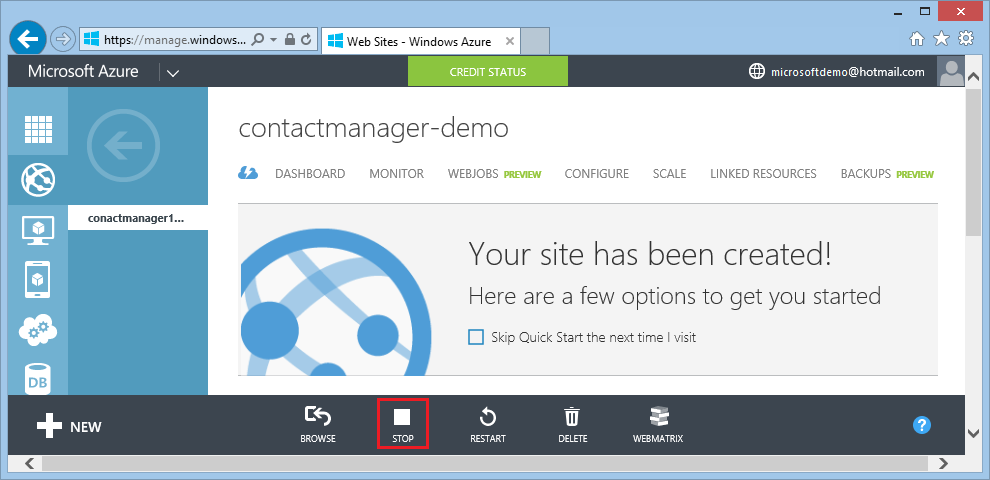 https://manage.windows...
Web Sites - Windows Azure
Microsoft Azure
CREDIT STATUS
microsoftdemo@hotmail.com
contactmanager-demo
DASHBOARD MONITOR WEBJOBS PREVIEW CONFIGURE SCALE LINKED RESOURCES BACKUPS PREVIEW
conactmanager1...
Your site has been created!
Here are a few options to get you started
Skip Quick Start the next time I visit
DB
NEW
BROWSE STOP RESTART DELETE WEBMATRIX
?